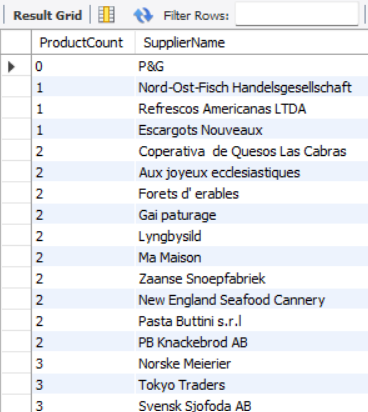 Result Grid Filter Rows:
ProductCount SupplierName
0 P&G
1 Nord-Ost-Fisch Handelsgesellschaft
1 Refrescos Americanas LTDA
1 Escargots Nouveaux
2 Coperativa  de Quesos Las Cabras
2 Aux joyeux ecclesiastiques
2 Forets d' erables
2 Gai paturage
2 Lyngbysild
2 Ma Maison
2 Zaanse Snoepfabriek
2 New England Seafood Cannery
2 Pasta Buttini s.r.l
2 PB Knackebrod AB
3 Norske Meierier
3 Tokyo Traders
3 Svensk Sjofoda AB